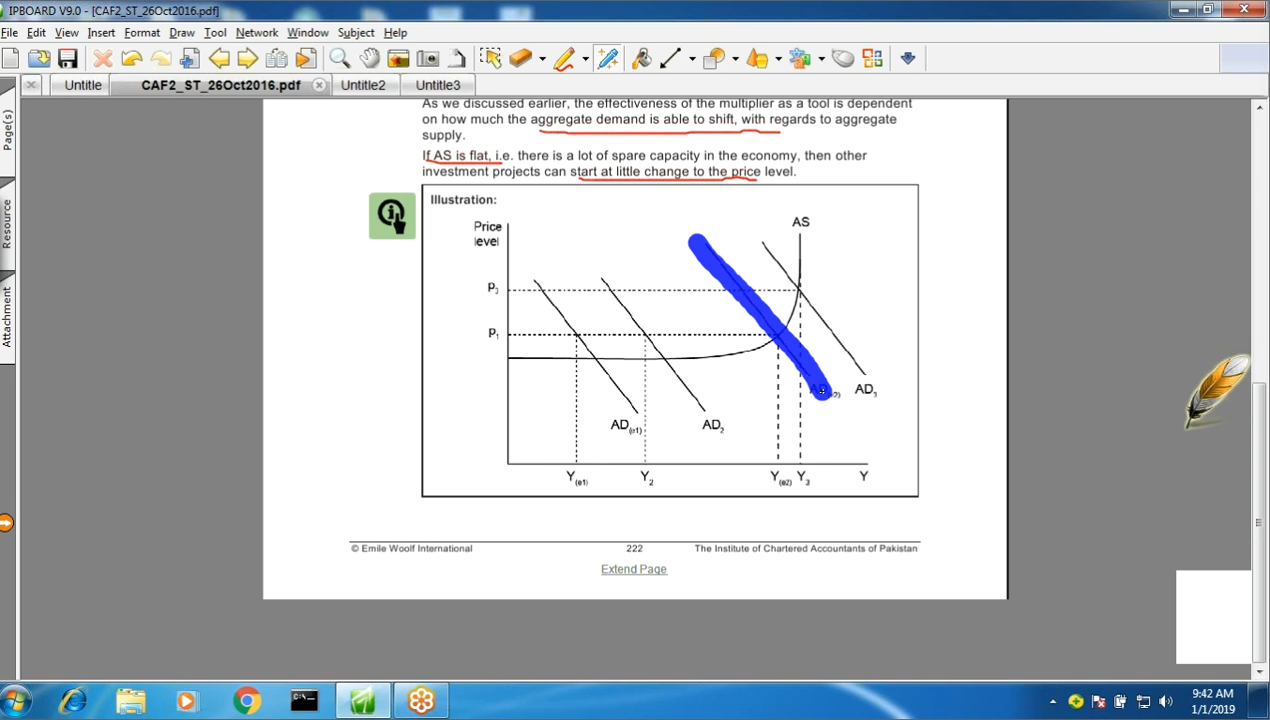 IPBOARD V9.0 - [CAF2_ST_26Oct2016.pdf]
File Edit View Insert Format Draw Tool Network Window Subject Help
Untitle CAF2_ST_26Oct2016.pdf Untitle2 Untitle3
Page(s)
Resource
Attachment
As we discussed earlier, the effectiveness of the multiplier as a tool is dependent
on how much the aggregate demand is able to shift, with regards to aggregate
supply.
If AS is flat, i.e. there is a lot of spare capacity in the economy, then other
investment projects can start at little change to the price level.
Illustration:
Price
level
AS
P3
P1
AD3
AD(e1)
AD2
Y(e1) Y2 Y(e2) Y3 Y
© Emile Woolf International 222 The Institute of Chartered Accountants of Pakistan
Extend Page
9:42 AM
1/1/2019